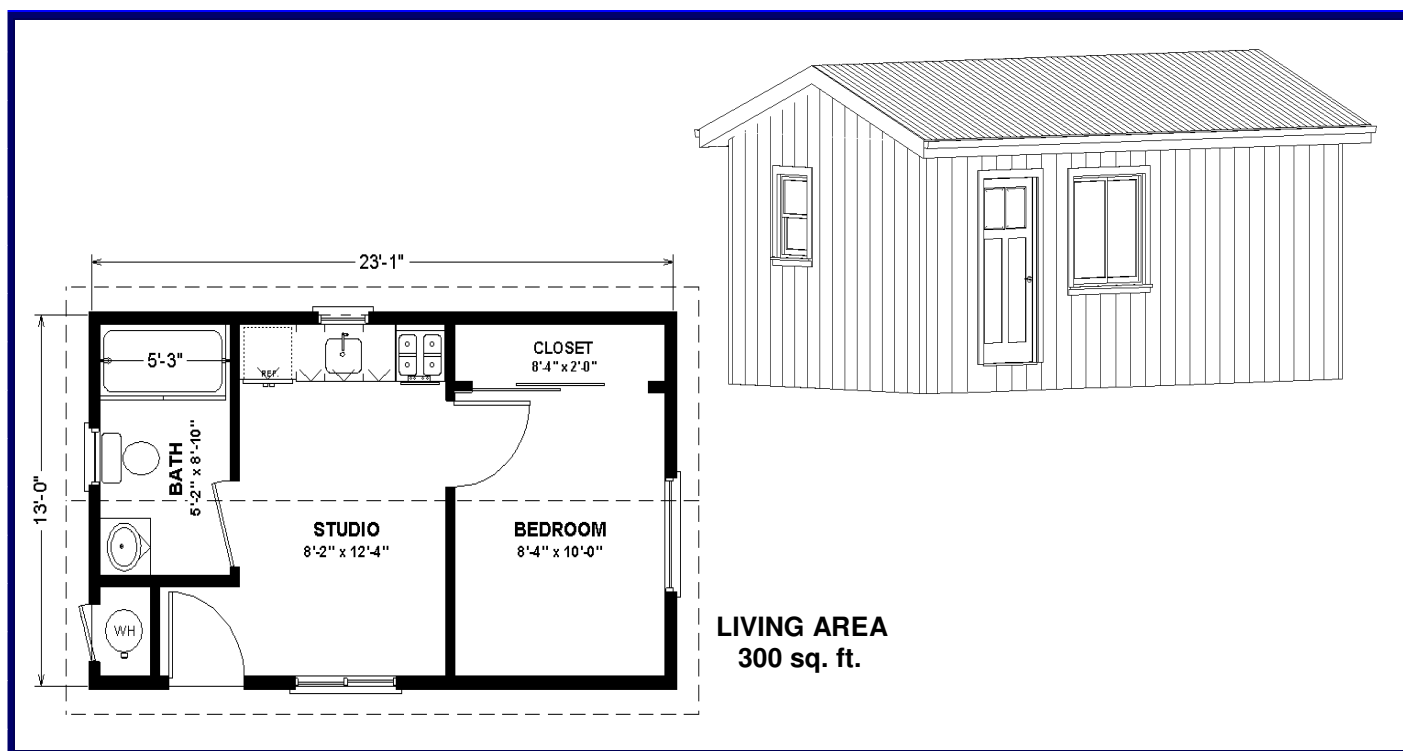 23'-1"
13'-0"
5'-3"
REF.
CLOSET
8'-4" x 2'-0"
BATH
5'-2" x 8'-10"
STUDIO
8'-2" x 12'-4"
BEDROOM
8'-4" x 10'-0"
WH
LIVING AREA
300 sq. ft.